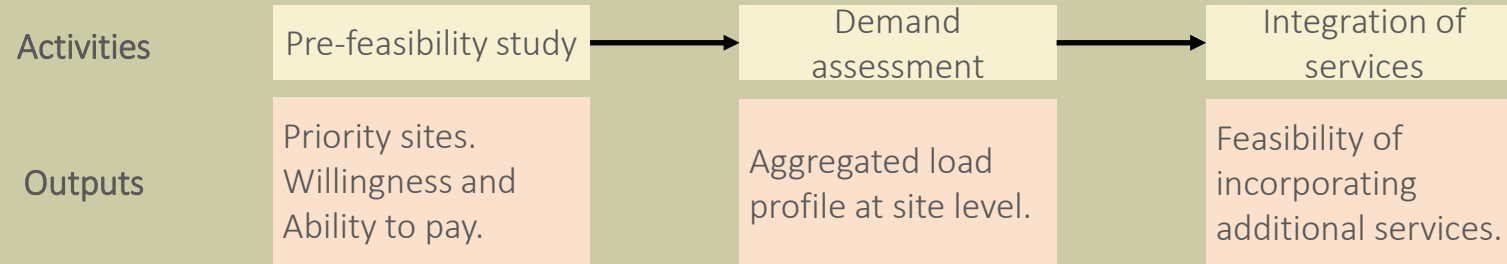 Activities
Pre-feasibility study
Demand
assessment
Integration of
services
Outputs
Priority sites.
Willingness and
Ability to pay.
Aggregated load
profile at site level.
Feasibility of
incorporating
additional services.